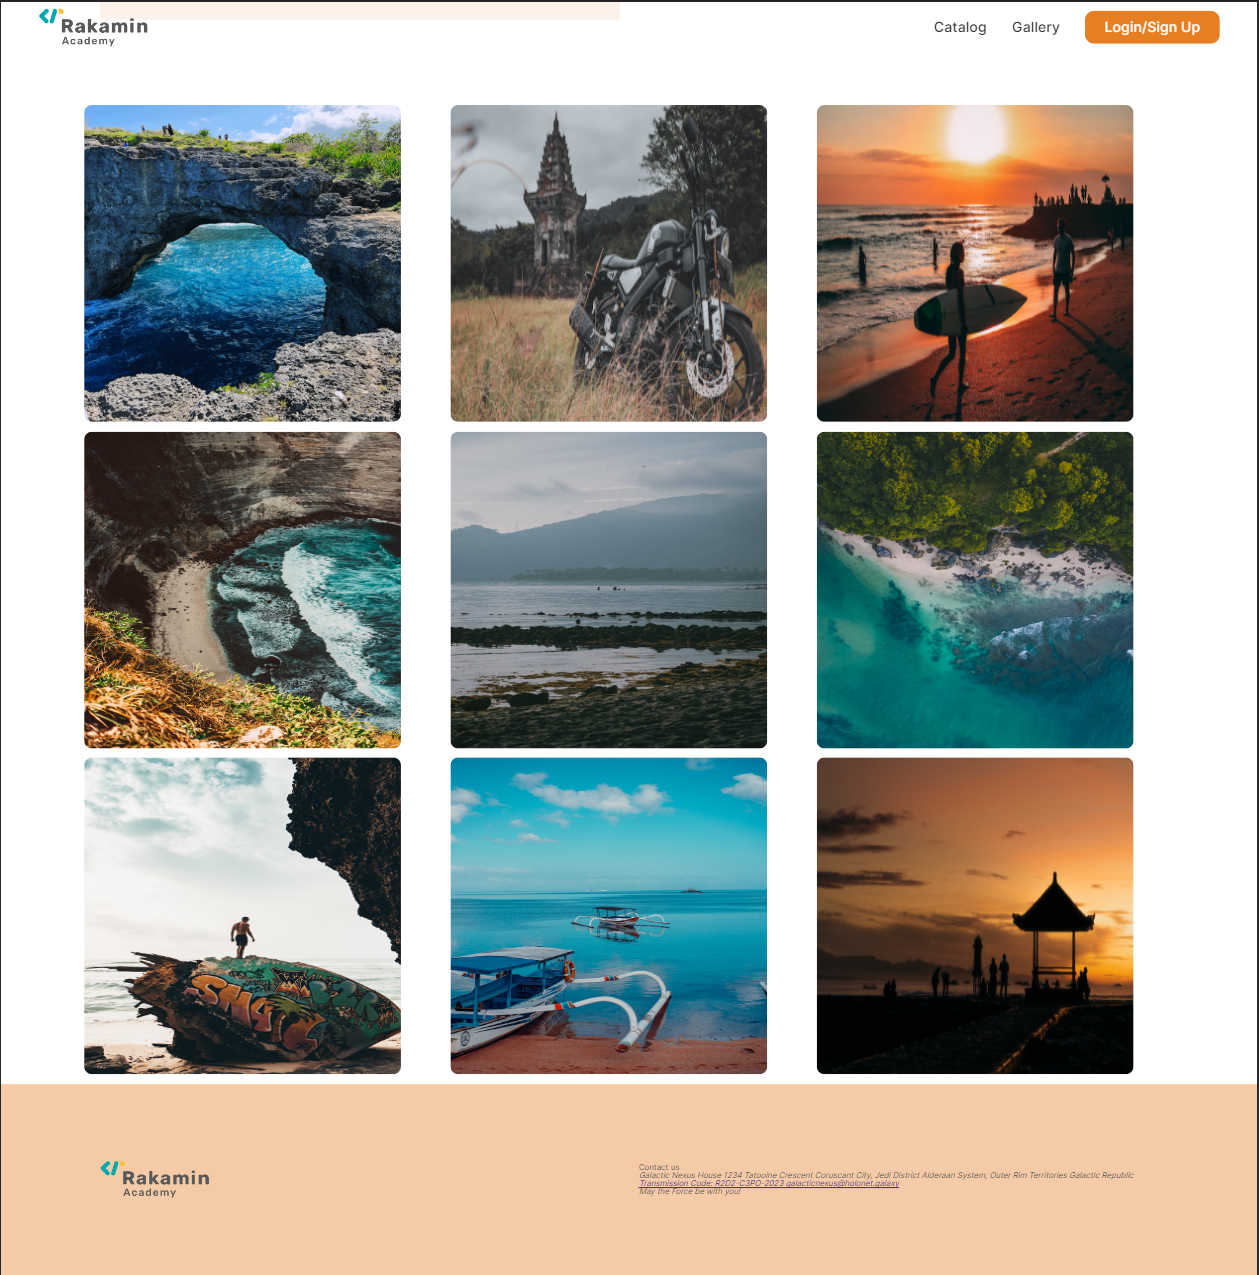 Rakamin
Academy
Catalog
Gallery
Login/Sign Up
Rakamin
Academy
Contact us
Galactic Nexus House 1234 Tatooine Crescent Coruscant City, Jedi District Alderaan System, Outer Rim Territories Galactic Republic
Transmission Code: R2D2-C3PO-2023 galacticnexus@holonet.galaxy
May the Force be with you!